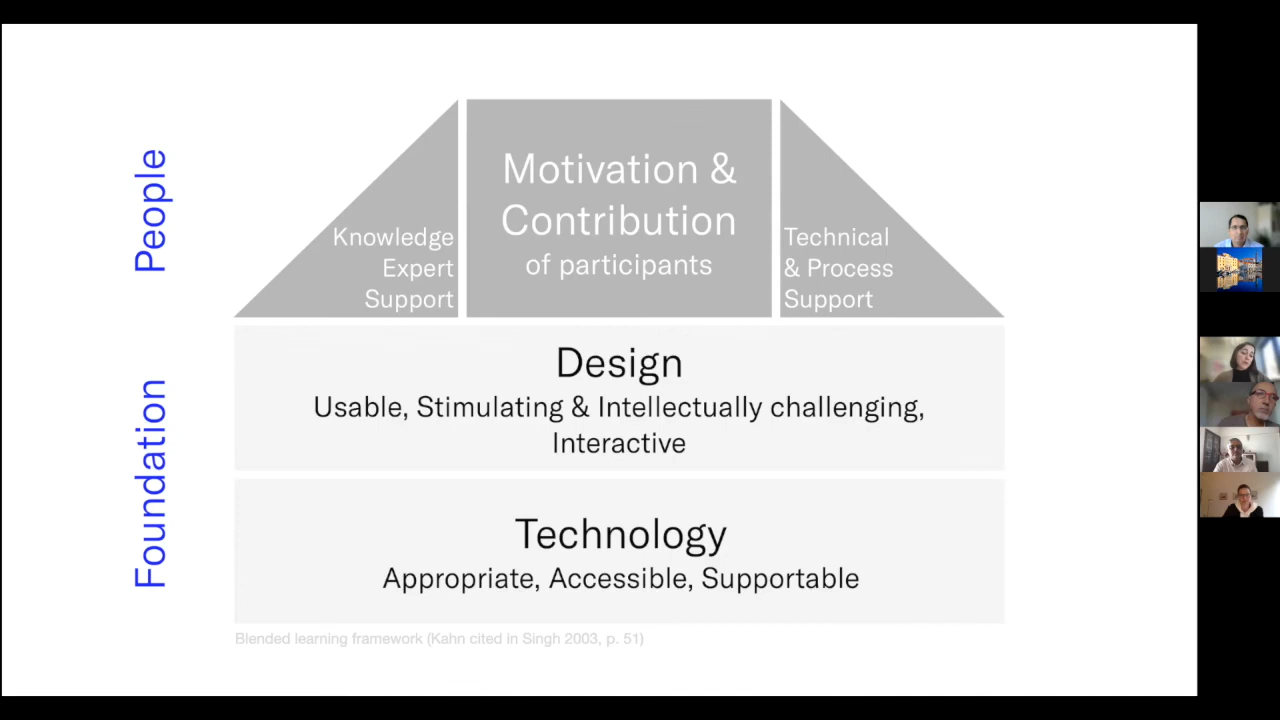 People
Knowledge
Expert
Support
Motivation &
Contribution
of participants
Technical
& Process
Support
Foundation
Design
Usable, Stimulating & Intellectually challenging,
Interactive
Technology
Appropriate, Accessible, Supportable
Blended learning framework (Kahn cited in Singh 2003, p. 51)